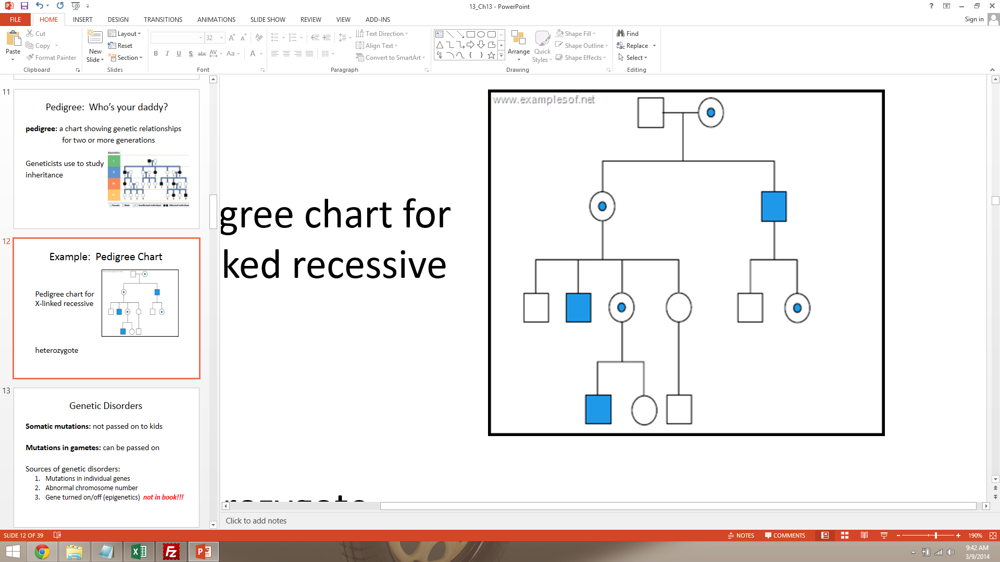 13_Ch13 - PowerPoint
FILE HOME INSERT DESIGN TRANSITIONS ANIMATIONS SLIDE SHOW REVIEW VIEW ADD-INS
Sign in
Paste
Cut
Copy
Format Painter
Clipboard
New
Slide
Layout
Reset
Section
Slides
32
Font
Text Direction
Align Text
Convert to SmartArt
Paragraph
Arrange
Quick
Styles
Shape Fill
Shape Outline
Shape Effects
Drawing
Find
Replace
Select
Editing
11
Pedigree: Who's your daddy?
pedigree: a chart showing genetic relationships
for two or more generations
Geneticists use to study
inheritance
12
Example: Pedigree Chart
Pedigree chart for
X-linked recessive
heterozygote
13
Genetic Disorders
Somatic mutations: not passed on to kids
Mutations in gametes: can be passed on
Sources of genetic disorders:
1. Mutations in individual genes
2. Abnormal chromosome number
3. Gene turned on/off (epigenetics) not in book!!!
gree chart for
ked recessive
www.examplesof.net
Click to add notes
SLIDE 12 OF 39
NOTES
COMMENTS
190%
9:42 AM
3/9/2014